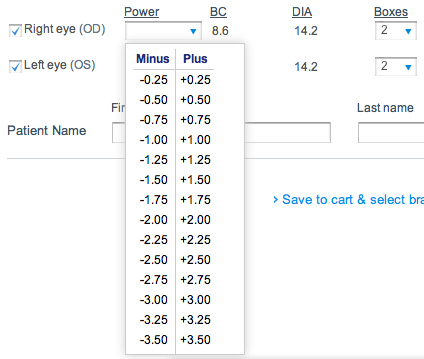 Power BC DIA Boxes
Right eye (OD) 8.6 14.2 2
Left eye (OS) 14.2 2
Minus Plus
-0.25 +0.25
-0.50 +0.50
-0.75 +0.75
-1.00 +1.00
-1.25 +1.25
-1.50 +1.50
-1.75 +1.75
-2.00 +2.00
-2.25 +2.25
-2.50 +2.50
-2.75 +2.75
-3.00 +3.00
-3.25 +3.25
-3.50 +3.50
Fir Last name
Patient Name
› Save to cart & select bra